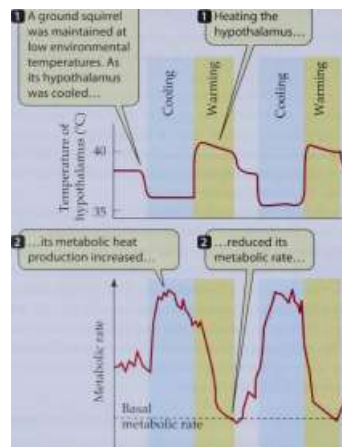 1 A ground squirrel
was maintained at
low environmental
temperatures. As
its hypothalamus
was cooled…
1 Heating the
hypothalamus…
Cooling
Warming
Cooling
Warming
Temperature of
hypothalamus (°C)
40
35
2 …its metabolic heat
production increased…
2 …reduced its
metabolic rate…
Metabolic rate
Basal
metabolic rate